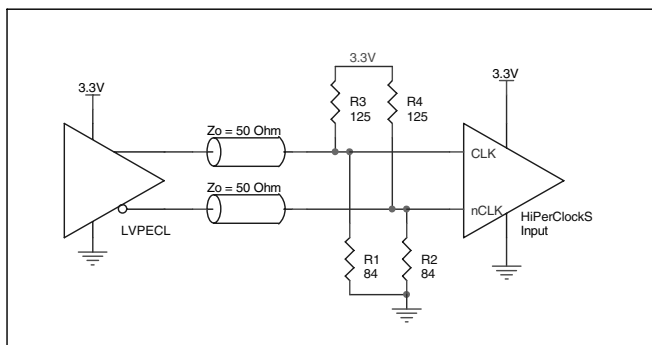 3.3V
3.3V
3.3V
R3
125
R4
125
Zo = 50 Ohm
CLK
Zo = 50 Ohm
nCLK
HiPerClockS
Input
LVPECL
R1
84
R2
84